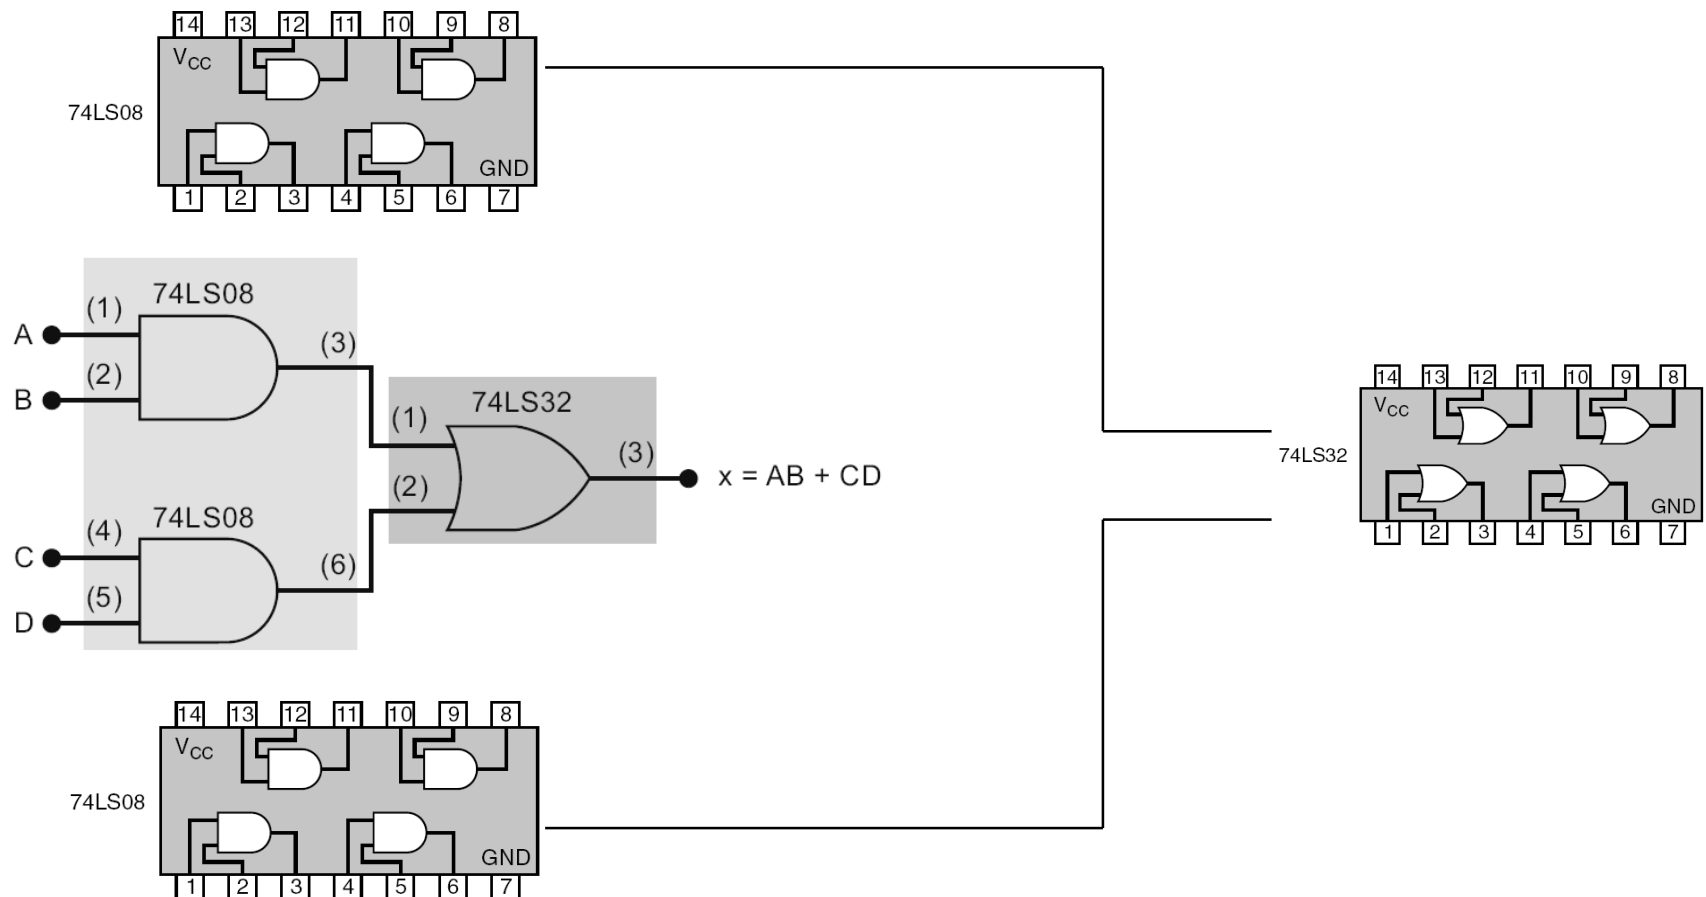 14 13 12 11 10 9 8
VCC
74LS08
GND
1 2 3 4 5 6 7
74LS08
(1)
A
(3)
(2)
B
74LS32
(1)
(3)
x = AB + CD
(2)
74LS08
(4)
C
(6)
(5)
D
14 13 12 11 10 9 8
VCC
74LS32
GND
1 2 3 4 5 6 7
14 13 12 11 10 9 8
VCC
74LS08
GND
1 2 3 4 5 6 7